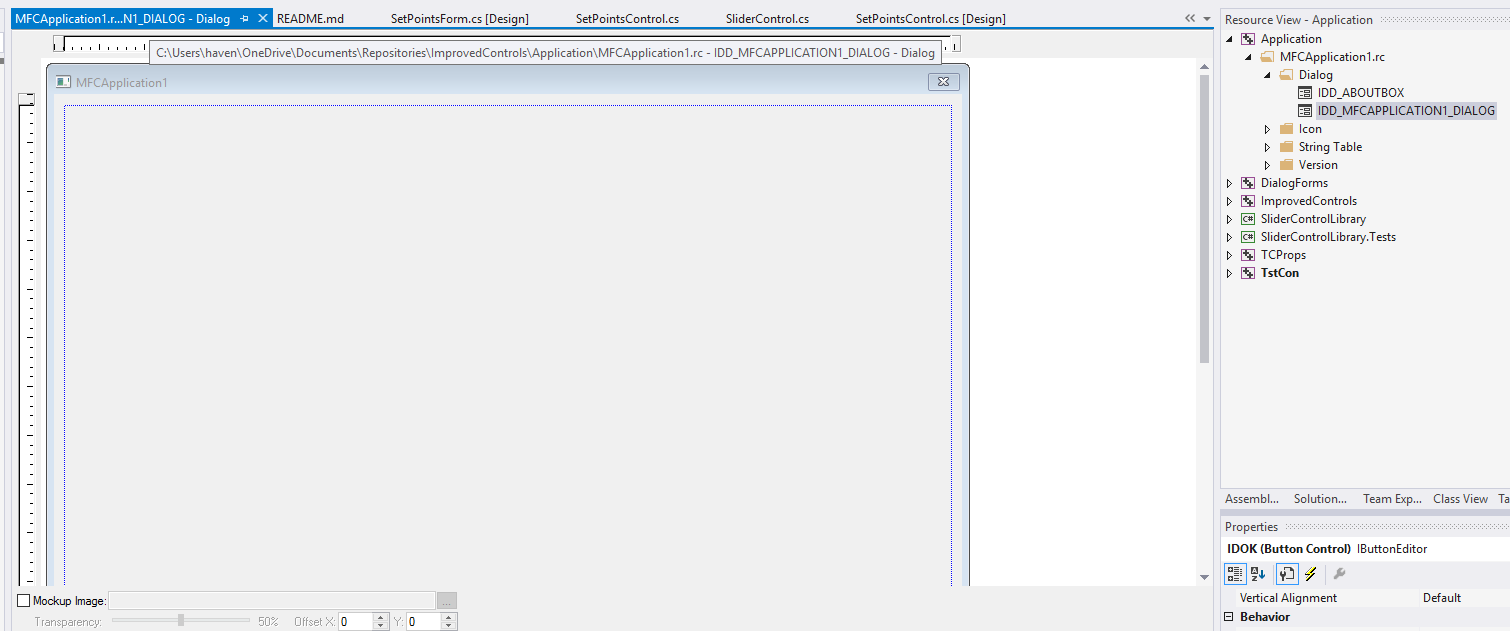 MFCApplication1.r...N1_DIALOG - Dialog
README.md
SetPointsForm.cs [Design]
SetPointsControl.cs
SliderControl.cs
SetPointsControl.cs [Design]
C:\Users\haven\OneDrive\Documents\Repositories\ImprovedControls\Application\MFCApplication1.rc - IDD_MFCAPPLICATION1_DIALOG - Dialog
MFCApplication1
Mockup Image:
...
Transparency:
50%
Offset X:
0
Y:
0
Resource View - Application
Application
MFCApplication1.rc
Dialog
IDD_ABOUTBOX
IDD_MFCAPPLICATION1_DIALOG
Icon
String Table
Version
DialogForms
ImprovedControls
C# SliderControlLibrary
C# SliderControlLibrary.Tests
TCProps
TstCon
Assembl...
Solution...
Team Exp...
Class View
Ta
Properties
IDOK (Button Control) IButtonEditor
Vertical Alignment
Default
Behavior